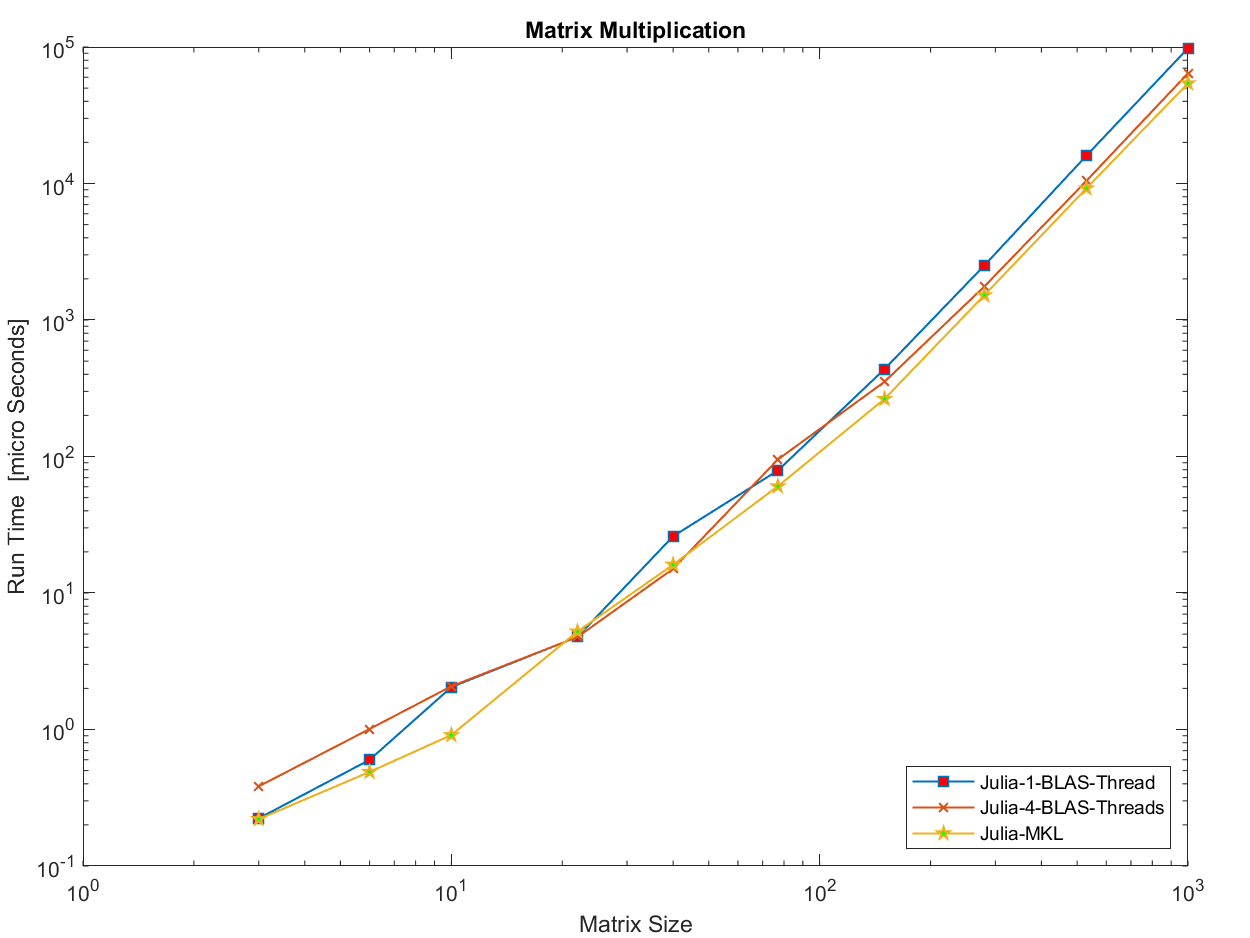 Matrix Multiplication
10^5
10^4
10^3
10^2
10^1
10^0
10^-1
Run Time [micro Seconds]
Julia-1-BLAS-Thread
Julia-4-BLAS-Threads
Julia-MKL
10^0 10^1 10^2 10^3
Matrix Size